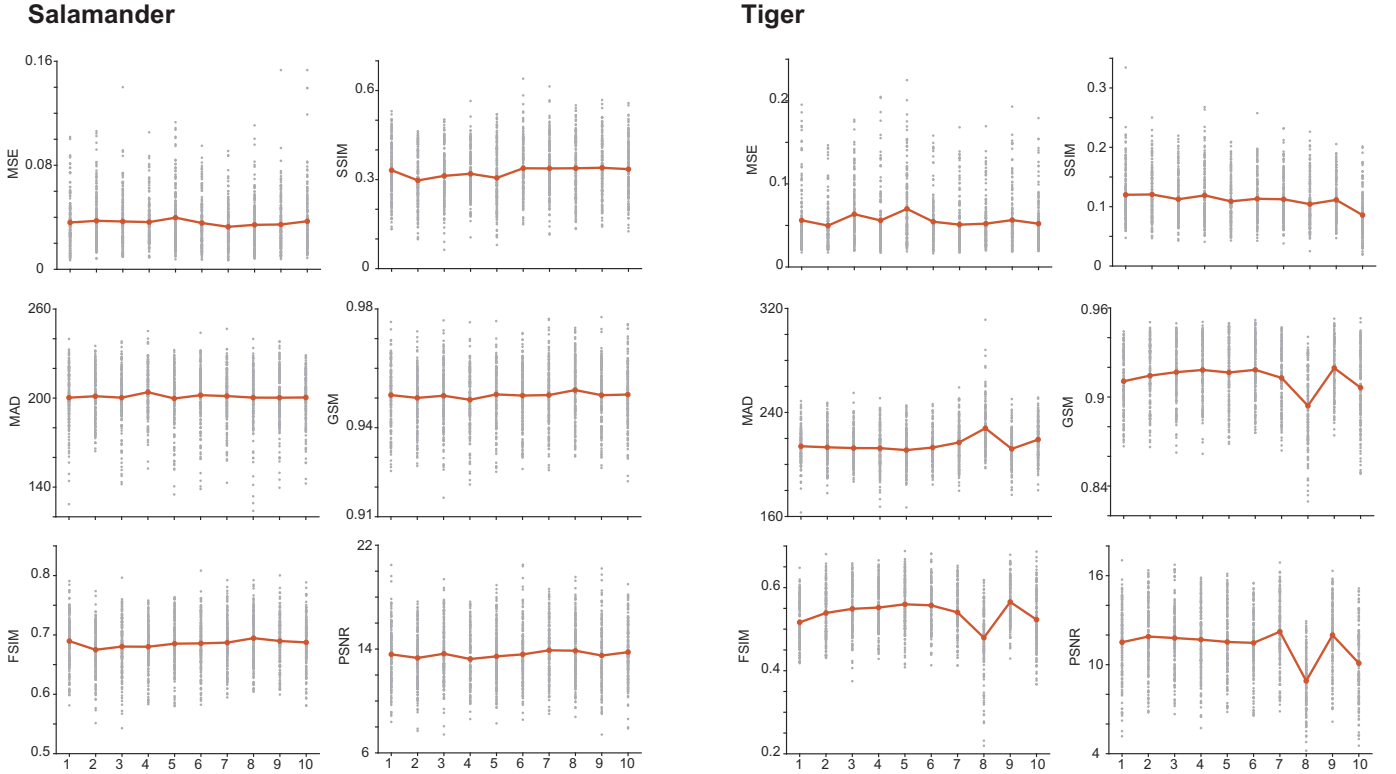 Salamander
Tiger
MSE
0.16
0.08
0
SSIM
0.6
0.3
0
MSE
0.2
0.1
0
SSIM
0.3
0.2
0.1
0
MAD
260
200
140
GSM
0.98
0.94
0.91
MAD
320
240
160
GSM
0.96
0.9
0.84
FSIM
0.8
0.7
0.6
0.5
1 2 3 4 5 6 7 8 9 10
PSNR
22
14
6
1 2 3 4 5 6 7 8 9 10
FSIM
0.6
0.4
0.2
1 2 3 4 5 6 7 8 9 10
PSNR
16
10
4
1 2 3 4 5 6 7 8 9 10